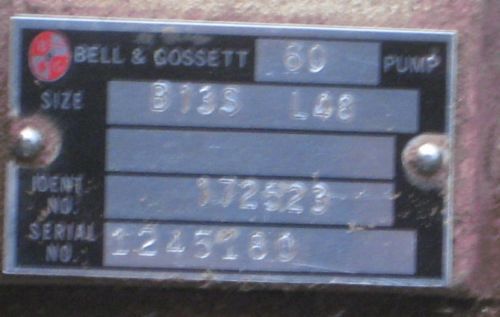 BELL & GOSSETT 60 PUMP
SIZE B13S L48
IDENT. NO. 172523
SERIAL NO. 1245180